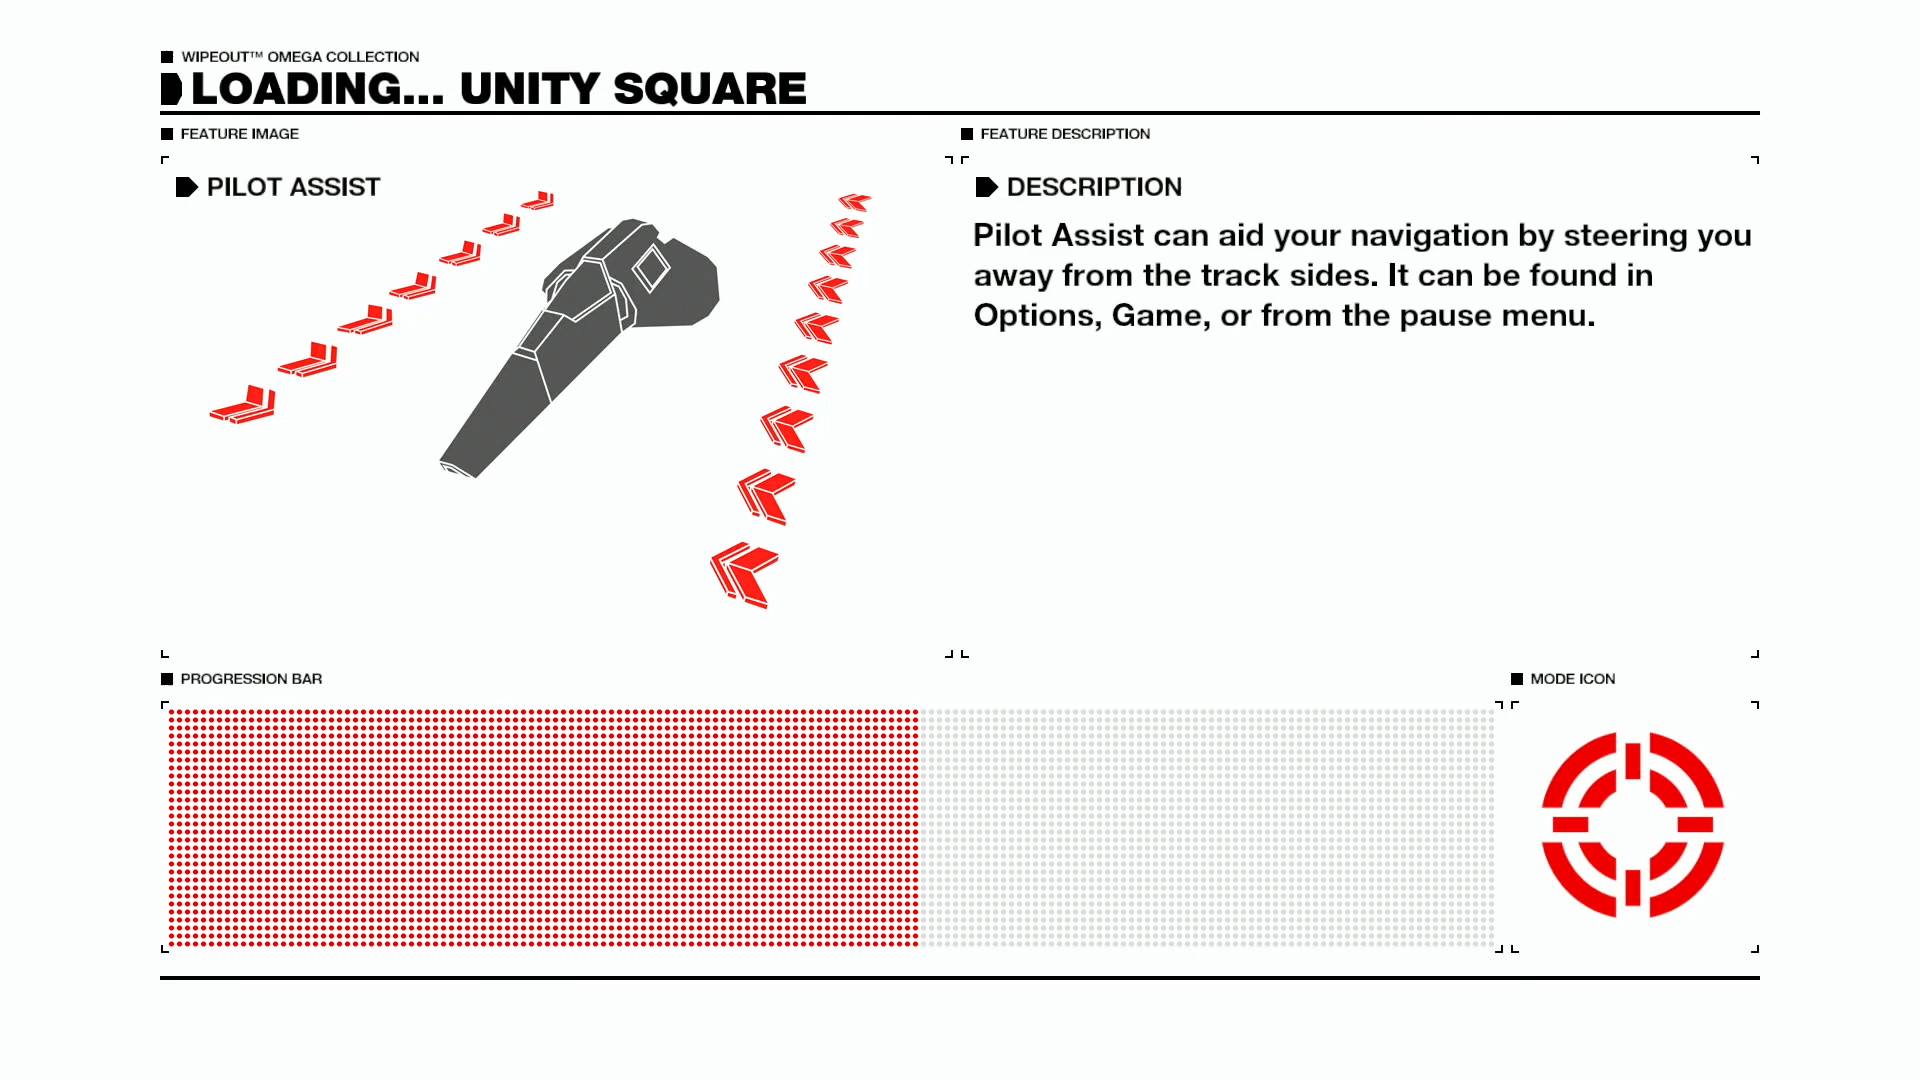 WIPEOUT™ OMEGA COLLECTION
LOADING... UNITY SQUARE
FEATURE IMAGE
PILOT ASSIST
FEATURE DESCRIPTION
DESCRIPTION
Pilot Assist can aid your navigation by steering you
away from the track sides. It can be found in
Options, Game, or from the pause menu.
PROGRESSION BAR
MODE ICON